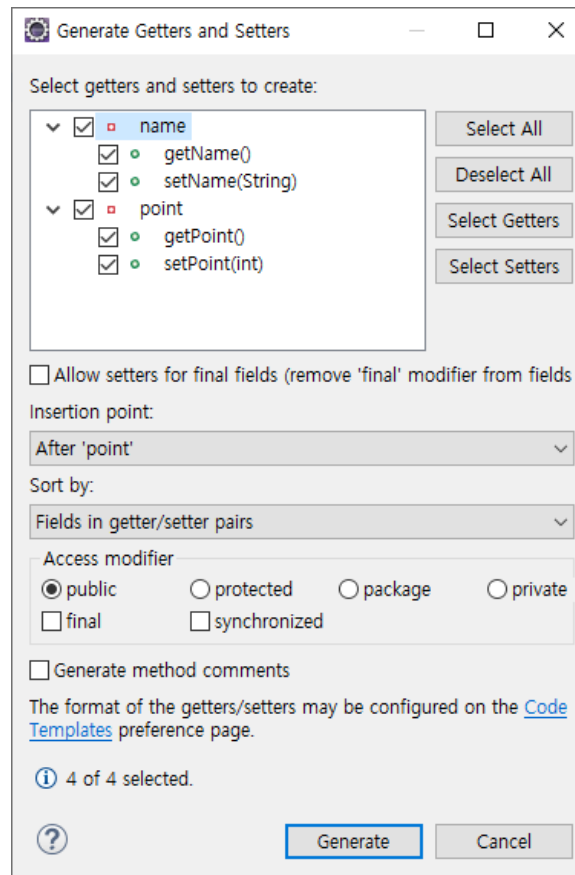 Generate Getters and Setters
Select getters and setters to create:
name
getName()
setName(String)
point
getPoint()
setPoint(int)
Select All
Deselect All
Select Getters
Select Setters
Allow setters for final fields (remove 'final' modifier from fields
Insertion point:
After 'point'
Sort by:
Fields in getter/setter pairs
Access modifier
public protected package private
final synchronized
Generate method comments
The format of the getters/setters may be configured on the Code
Templates preference page.
4 of 4 selected.
Generate Cancel